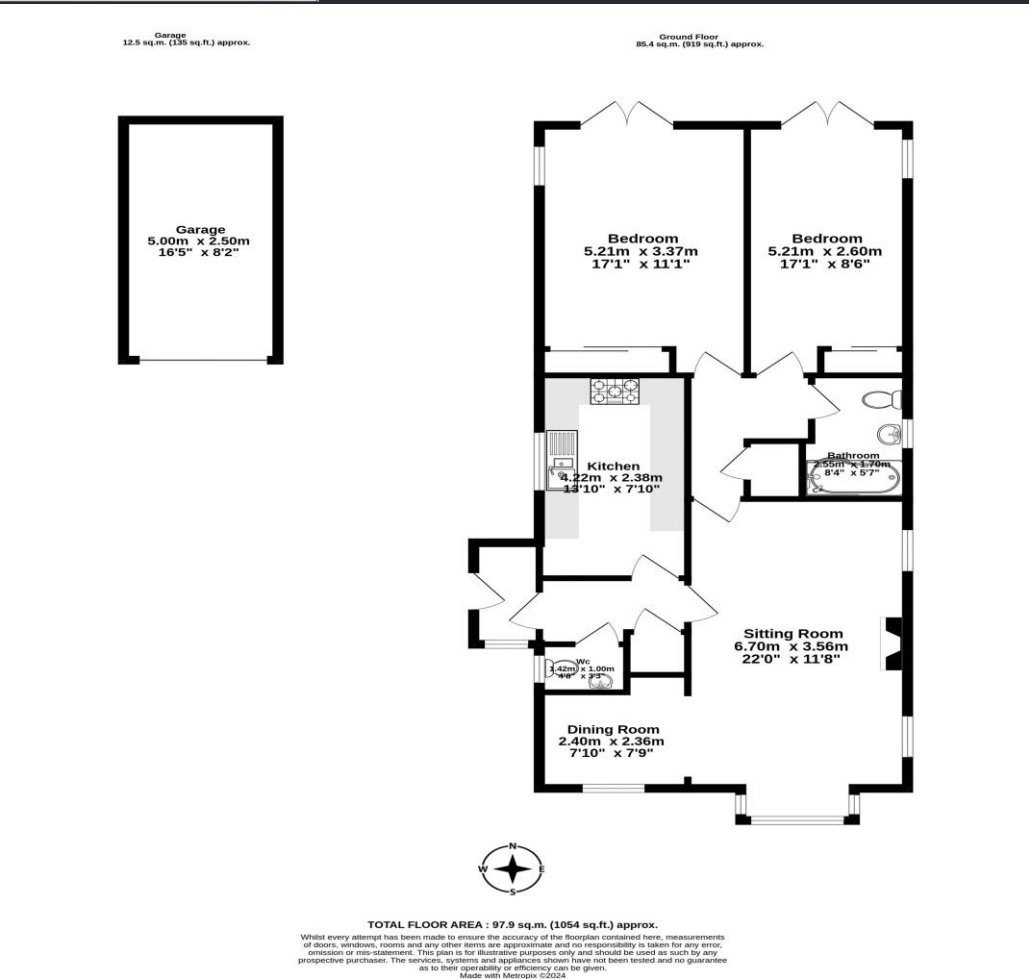 Garage
12.5 sq.m. (135 sq.ft.) approx.
Ground Floor
85.4 sq.m. (919 sq.ft.) approx.
Garage
5.00m x 2.50m
16'5" x 8'2"
Bedroom
5.21m x 3.37m
17'1" x 11'1"
Bedroom
5.21m x 2.60m
17'1" x 8'6"
Kitchen
4.22m x 2.38m
13'10" x 7'10"
Bathroom
2.55m x 1.70m
8'4" x 5'7"
Sitting Room
6.70m x 3.56m
22'0" x 11'8"
Wc
1.42m x 1.00m
4'8" x 3'3"
Dining Room
2.40m x 2.36m
7'10" x 7'9"
N
W E
S
TOTAL FLOOR AREA : 97.9 sq.m. (1054 sq.ft.) approx.
Whilst every attempt has been made to ensure the accuracy of the floorplan contained here, measurements
of doors, windows, rooms and any other items are approximate and no responsibility is taken for any error,
omission or mis-statement. This plan is for illustrative purposes only and should be used as such by any
prospective purchaser. The services, systems and appliances shown have not been tested and no guarantee
as to their operability or efficiency can be given.
Made with Metropix ©2024